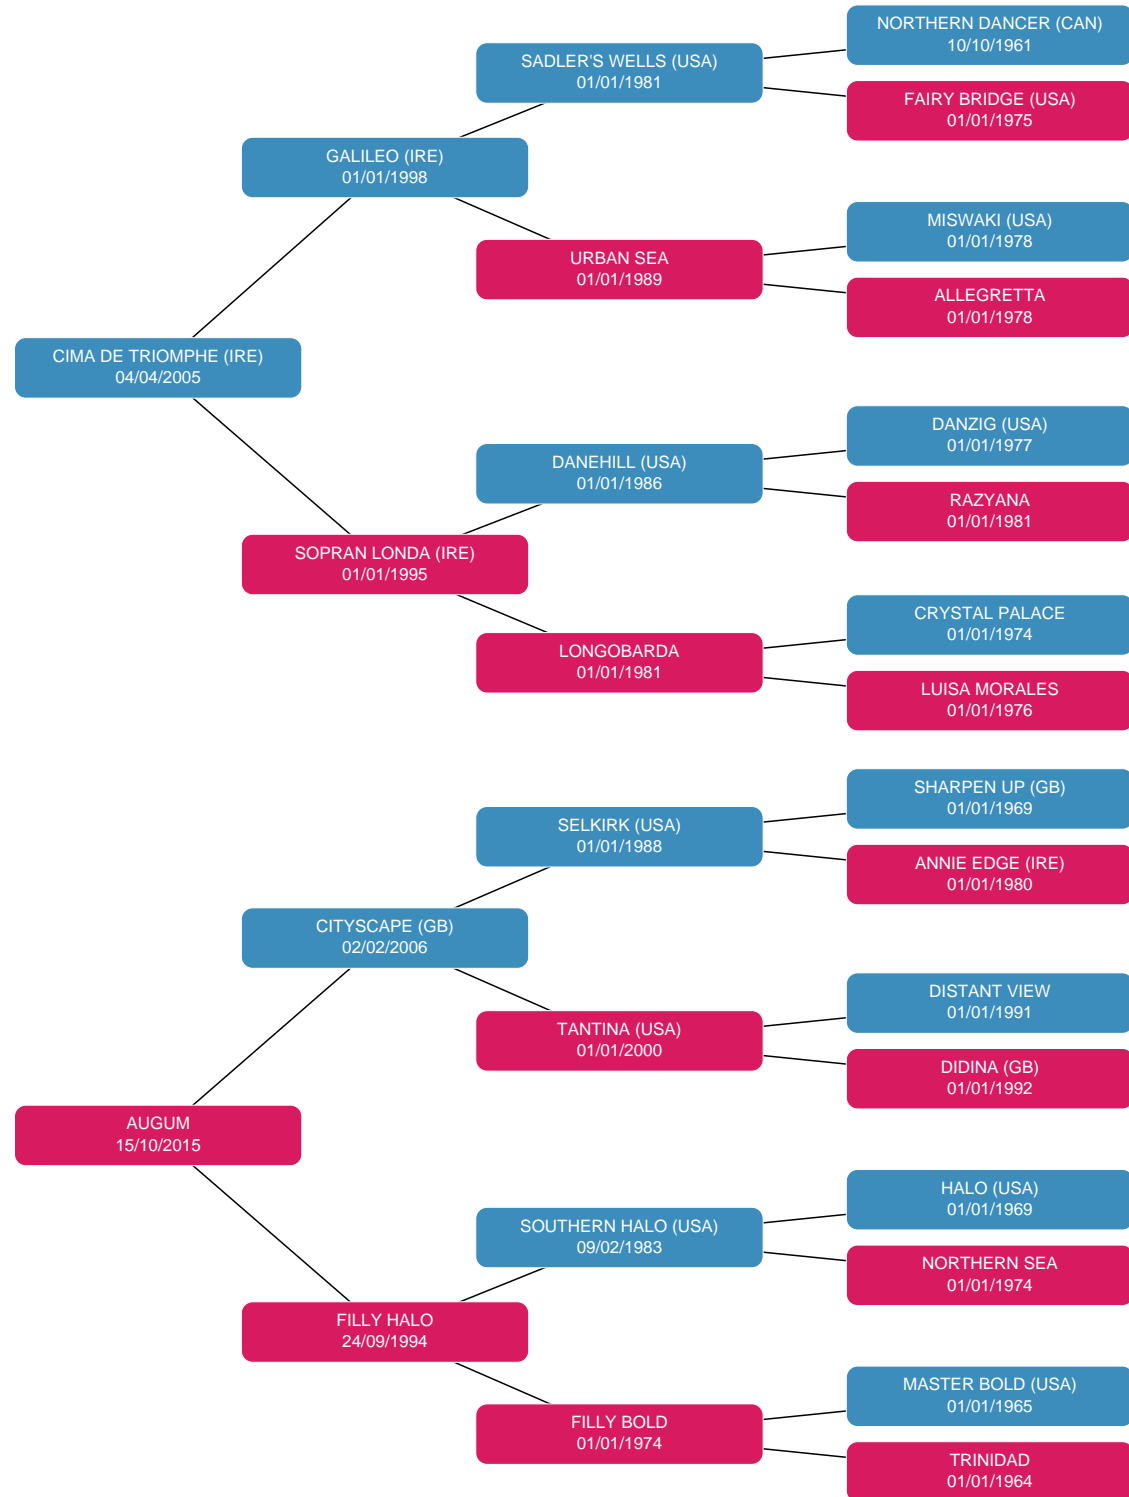 NORTHERN DANCER (CAN)
10/10/1961
SADLER'S WELLS (USA)
01/01/1981
FAIRY BRIDGE (USA)
01/01/1975
GALILEO (IRE)
01/01/1998
MISWAKI (USA)
01/01/1978
URBAN SEA
01/01/1989
ALLEGRETTA
01/01/1978
CIMA DE TRIOMPHE (IRE)
04/04/2005
DANZIG (USA)
01/01/1977
DANEHILL (USA)
01/01/1986
RAZYANA
01/01/1981
SOPRAN LONDA (IRE)
01/01/1995
CRYSTAL PALACE
01/01/1974
LONGOBARDA
01/01/1981
LUISA MORALES
01/01/1976
SHARPEN UP (GB)
01/01/1969
SELKIRK (USA)
01/01/1988
ANNIE EDGE (IRE)
01/01/1980
CITYSCAPE (GB)
02/02/2006
DISTANT VIEW
01/01/1991
TANTINA (USA)
01/01/2000
DIDINA (GB)
01/01/1992
AUGUM
15/10/2015
HALO (USA)
01/01/1969
SOUTHERN HALO (USA)
09/02/1983
NORTHERN SEA
01/01/1974
FILLY HALO
24/09/1994
MASTER BOLD (USA)
01/01/1965
FILLY BOLD
01/01/1974
TRINIDAD
01/01/1964